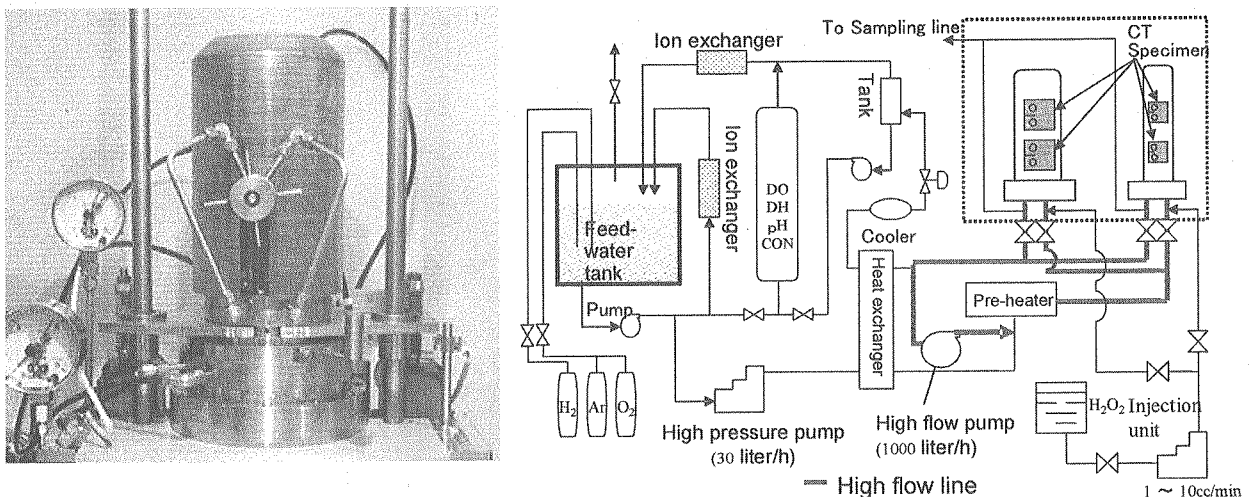 Ion exchanger
To Sampling line
CT
Specimen
Tank
Ion exchanger
DO
DH
pH
CON
Feed-
water
tank
Cooler
Heat exchanger
Pre-heater
Pump
H2
Ar
O2
High pressure pump
(30 liter/h)
High flow pump
(1000 liter/h)
H2O2 Injection
unit
High flow line
1 ~ 10cc/min